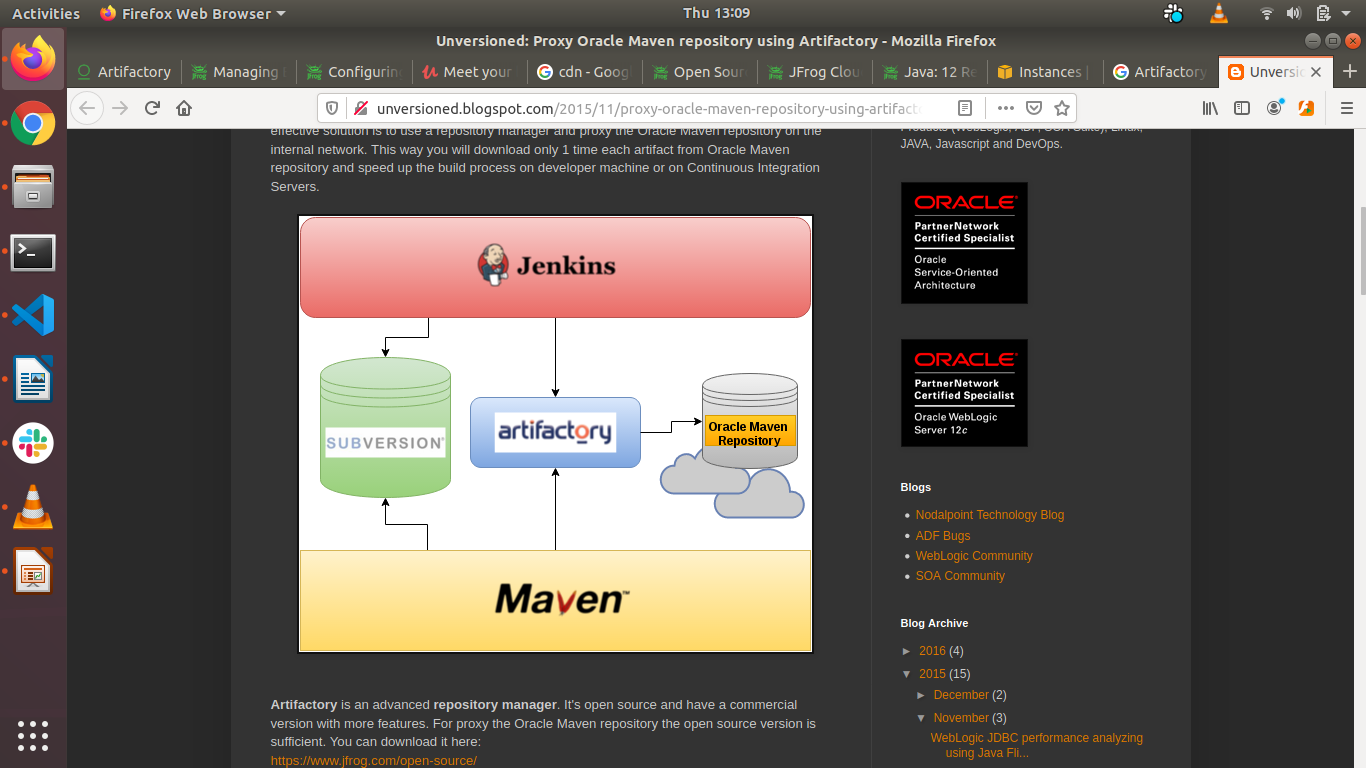 Activities
Firefox Web Browser
Thu 13:09
Unversioned: Proxy Oracle Maven repository using Artifactory - Mozilla Firefox
Artifactory
Managing
Configurin
Meet your
cdn - Goog
Open Sour
JFrog Clou
Java: 12 Re
Instances |
Artifactory
Unversio
unversioned.blogspot.com/2015/11/proxy-oracle-maven-repository-using-artifacto
effective solution is to use a repository manager and proxy the Oracle Maven repository on the
internal network. This way you will download only 1 time each artifact from Oracle Maven
repository and speed up the build process on developer machine or on Continuous Integration
Servers.
Jenkins
SUBVERSION
artifactory
Oracle Maven
Repository
Maven™
Artifactory is an advanced repository manager. It's open source and have a commercial
version with more features. For proxy the Oracle Maven repository the open source version is
sufficient. You can download it here:
https://www.jfrog.com/open-source/
Products (WebLogic, ADF, SOA Suite), Linux,
JAVA, Javascript and DevOps.
ORACLE
PartnerNetwork
Certified Specialist
Oracle
Service-Oriented
Architecture
ORACLE
PartnerNetwork
Certified Specialist
Oracle WebLogic
Server 12c
Blogs
Nodalpoint Technology Blog
ADF Bugs
WebLogic Community
SOA Community
Blog Archive
► 2016 (4)
▼ 2015 (15)
► December (2)
▼ November (3)
WebLogic JDBC performance analyzing
using Java Fli...